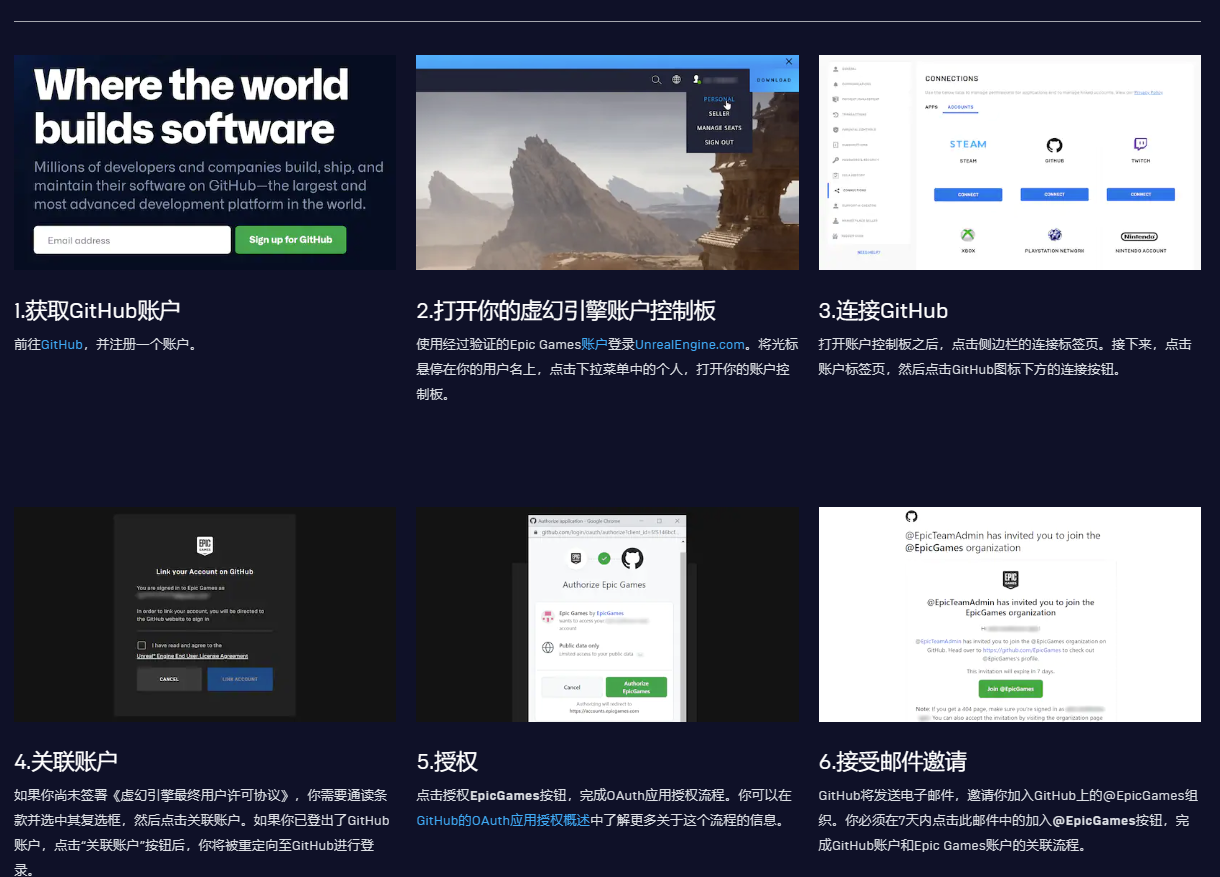 Where the world
builds software
Millions of developers and companies build, ship, and
maintain their software on GitHub—the largest and
most advanced development platform in the world.
Email address
Sign up for GitHub
DOWNLOAD
PERSONAL
SELLER
MANAGE SEATS
SIGN OUT
CONNECTIONS
APPS
ACCOUNTS
STEAM
STEAM
GITHUB
TWITCH
CONNECT
CONNECT
CONNECT
XBOX
PLAYSTATION NETWORK
Nintendo
NINTENDO ACCOUNT
1.获取GitHub账户
前往GitHub，并注册一个账户。
2.打开你的虚幻引擎账户控制板
使用经过验证的Epic Games账户登录UnrealEngine.com。将光标
悬停在你的用户名上，点击下拉菜单中的个人，打开你的账户控
制板。
3.连接GitHub
打开账户控制板之后，点击侧边栏的连接标签页。接下来，点击
账户标签页，然后点击GitHub图标下方的连接按钮。
EPIC
GAMES
Link your Account on GitHub
You are signed in to Epic Games as
In order to link your account, you will be directed to
the GitHub website to sign in
I have read and agree to the
Unreal® Engine End User License Agreement
CANCEL
LINK ACCOUNT
Authorize application - Google Chrome
Authorize Epic Games
Epic Games by EpicGames
wants to access your
account
Public data only
Limited access to your public data
Cancel
Authorize
EpicGames
Authorizing will redirect to
https://accounts.epicgames.com
@EpicTeamAdmin has invited you to join the
@EpicGames organization
EPIC
GAMES
@EpicTeamAdmin has invited you to join the
EpicGames organization
Hi
@EpicTeamAdmin has invited you to join the @EpicGames organization on
GitHub. Head over to https://github.com/EpicGames to check out
@EpicGames's profile.
This invitation will expire in 7 days.
Join @EpicGames
Note: If you get a 404 page, make sure you're signed in as
You can also accept the invitation by visiting the organization page
4.关联账户
如果你尚未签署《虚幻引擎最终用户许可协议》，你需要通读条
款并选中其复选框，然后点击关联账户。如果你已登出了GitHub
账户，点击“关联账户”按钮后，你将被重定向至GitHub进行登
录。
5.授权
点击授权EpicGames按钮，完成OAuth应用授权流程。你可以在
GitHub的OAuth应用授权概述中了解更多关于这个流程的信息。
6.接受邮件邀请
GitHub将发送电子邮件，邀请你加入GitHub上的@EpicGames组
织。你必须在7天内点击此邮件中的加入@EpicGames按钮，完
成GitHub账户和Epic Games账户的关联流程。